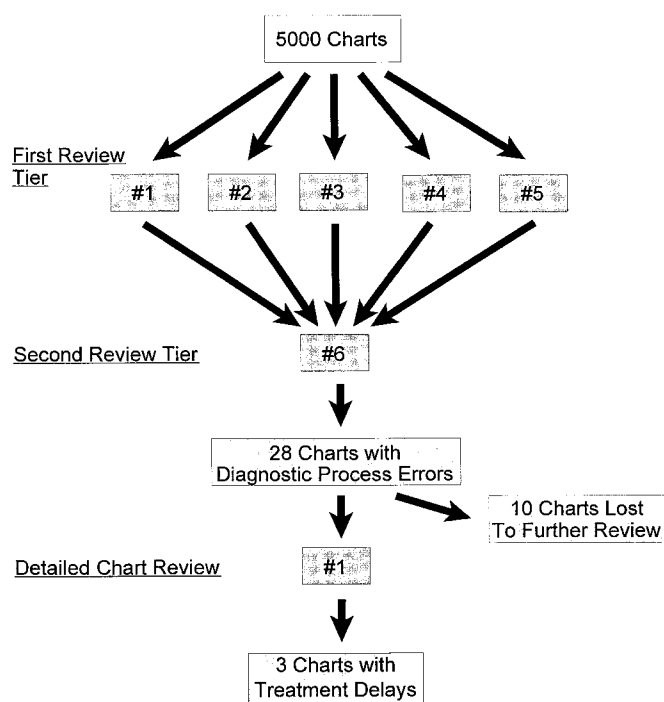 5000 Charts
First Review
Tier
#1
#2
#3
#4
#5
Second Review Tier
#6
28 Charts with
Diagnostic Process Errors
10 Charts Lost
To Further Review
Detailed Chart Review
#1
3 Charts with
Treatment Delays